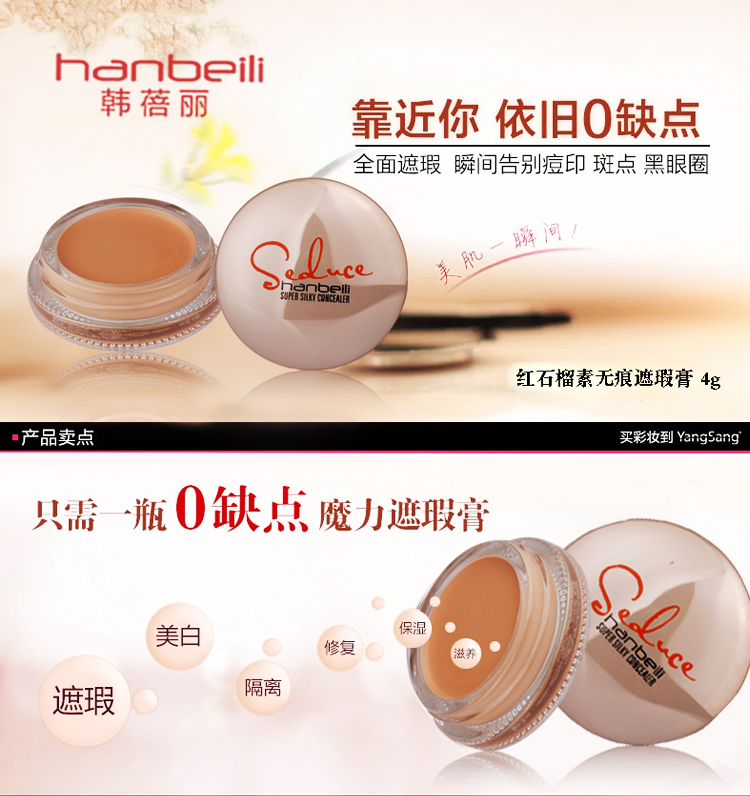 hanbeili
韩蓓丽
靠近你 依旧0缺点
全面遮瑕 瞬间告别痘印 斑点 黑眼圈
Seduce
hanbeili
SUPER SILKY CONCEALER
美肌一瞬间!
红石榴素无痕遮瑕膏 4g
产品卖点
买彩妆到 YangSang
只需一瓶0缺点魔力遮瑕膏
Seduce
hanbeili
SUPER SILKY CONCEALER
保湿
美白
修复
滋养
隔离
遮瑕